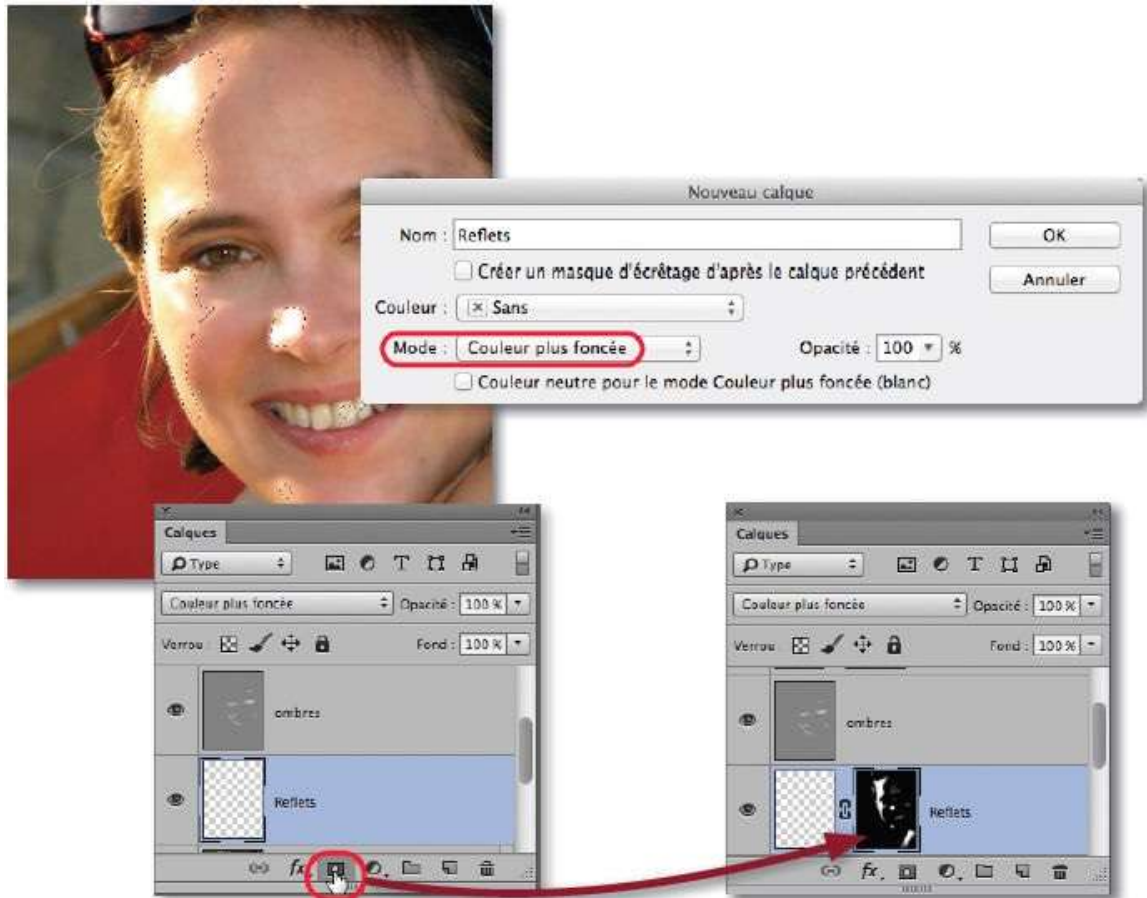 Nouveau calque
Nom : Reflets
OK
Créer un masque d'écrêtage d'après le calque précédent
Annuler
Couleur : Sans
Mode : Couleur plus foncée
Opacité : 100 %
Couleur neutre pour le mode Couleur plus foncée (blanc)
Calques
Type
Couleur plus foncée
Opacité : 100 %
Verrou
Fond : 100 %
ombres
Reflets
fx
Calques
Type
Couleur plus foncée
Opacité : 100 %
Verrou
Fond : 100 %
ombres
Reflets
fx